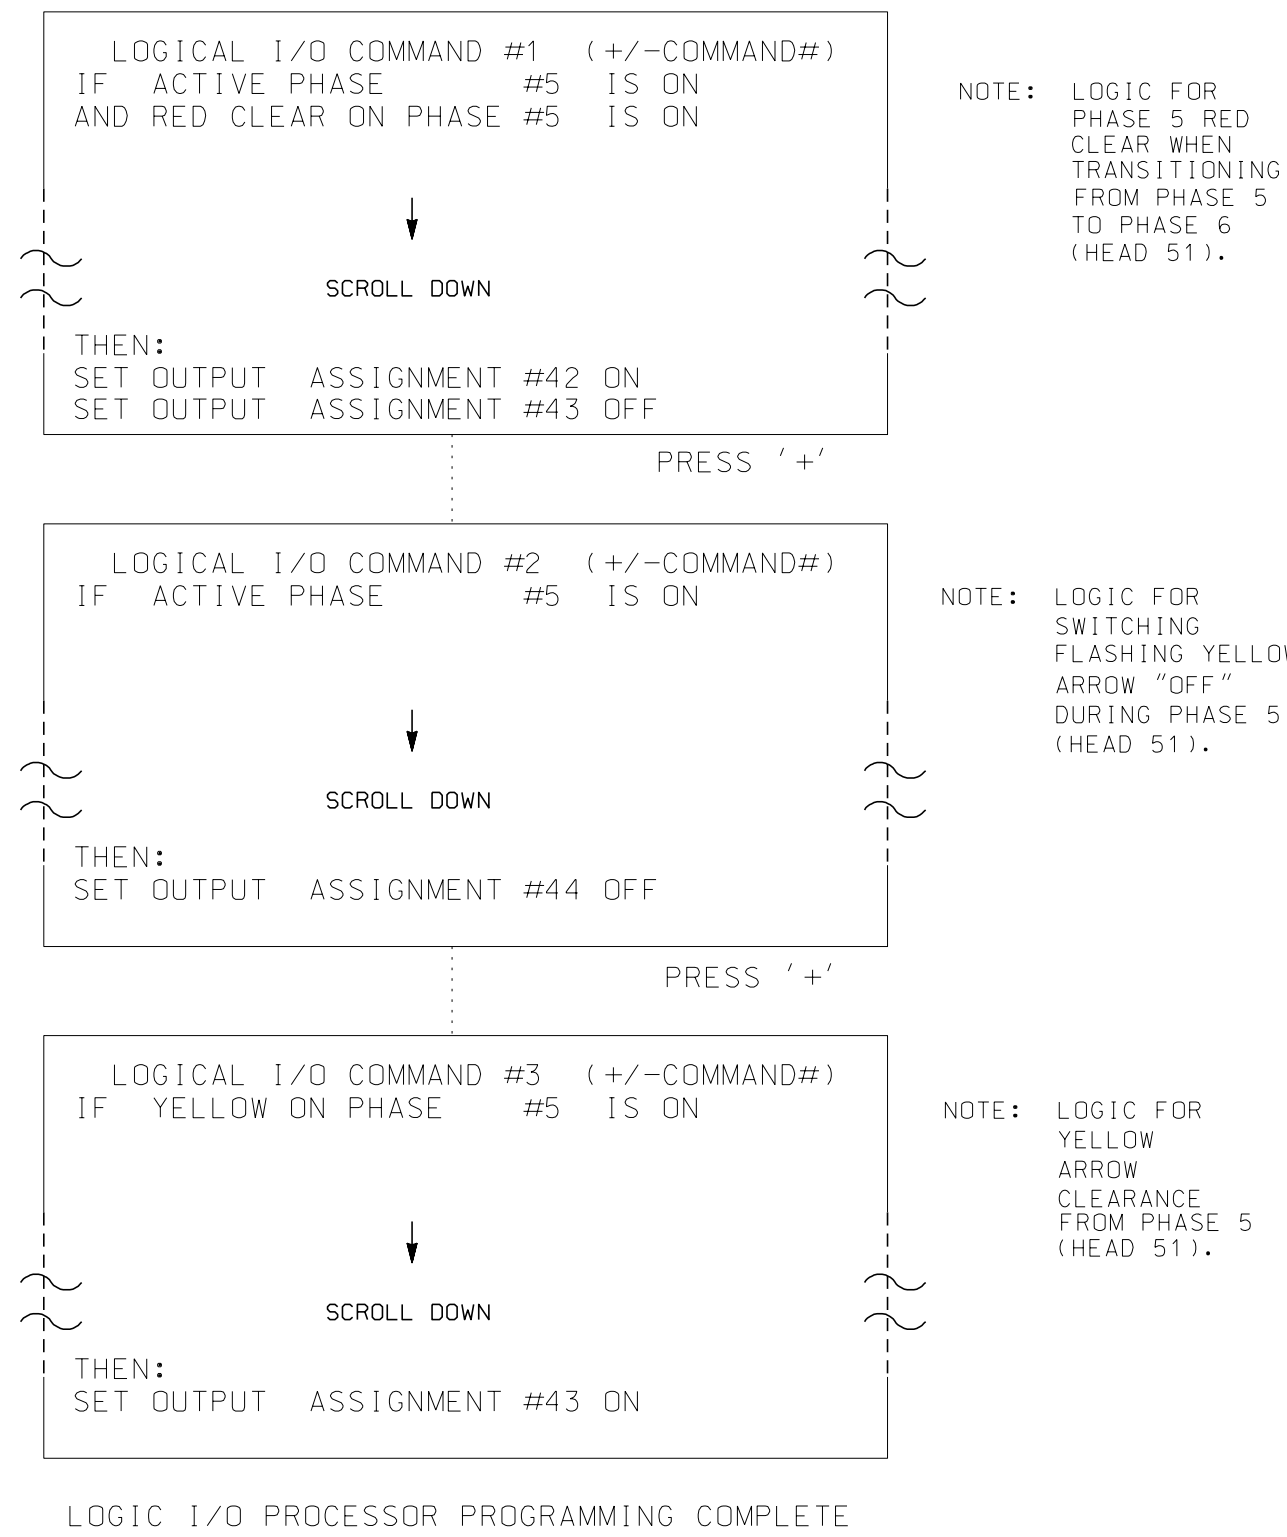 LOGICAL I/O COMMAND #1 (+/-COMMAND#)
IF ACTIVE PHASE #5 IS ON
AND RED CLEAR ON PHASE #5 IS ON
SCROLL DOWN
THEN:
SET OUTPUT ASSIGNMENT #42 ON
SET OUTPUT ASSIGNMENT #43 OFF
NOTE: LOGIC FOR
PHASE 5 RED
CLEAR WHEN
TRANSITIONING
FROM PHASE 5
TO PHASE 6
(HEAD 51).
PRESS '+'
LOGICAL I/O COMMAND #2 (+/-COMMAND#)
IF ACTIVE PHASE #5 IS ON
SCROLL DOWN
THEN:
SET OUTPUT ASSIGNMENT #44 OFF
NOTE: LOGIC FOR
SWITCHING
FLASHING YELLOW
ARROW "OFF"
DURING PHASE 5
(HEAD 51).
PRESS '+'
LOGICAL I/O COMMAND #3 (+/-COMMAND#)
IF YELLOW ON PHASE #5 IS ON
SCROLL DOWN
THEN:
SET OUTPUT ASSIGNMENT #43 ON
NOTE: LOGIC FOR
YELLOW
ARROW
CLEARANCE
FROM PHASE 5
(HEAD 51).
LOGIC I/O PROCESSOR PROGRAMMING COMPLETE